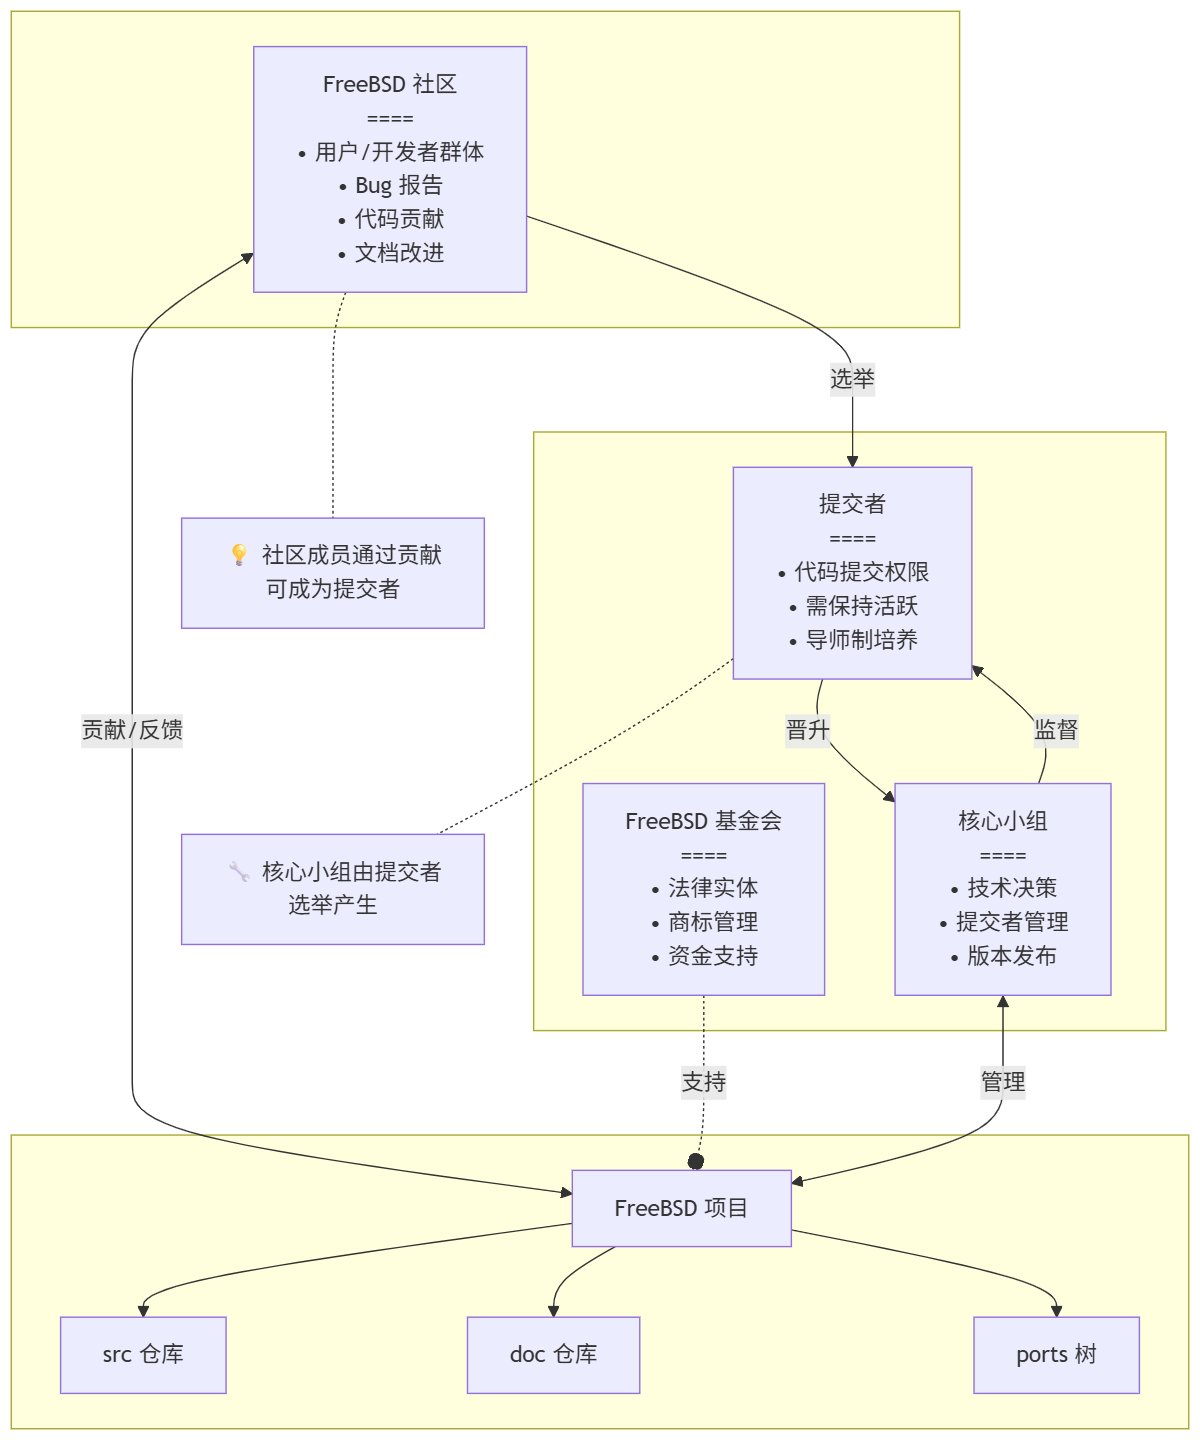 FreeBSD 社区
====
• 用户/开发者群体
• Bug 报告
• 代码贡献
• 文档改进
选举
提交者
====
• 代码提交权限
• 需保持活跃
• 导师制培养
💡 社区成员通过贡献
可成为提交者
贡献/反馈
晋升
监督
🔧 核心小组由提交者
选举产生
FreeBSD 基金会
====
• 法律实体
• 商标管理
• 资金支持
核心小组
====
• 技术决策
• 提交者管理
• 版本发布
支持
管理
FreeBSD 项目
src 仓库
doc 仓库
ports 树